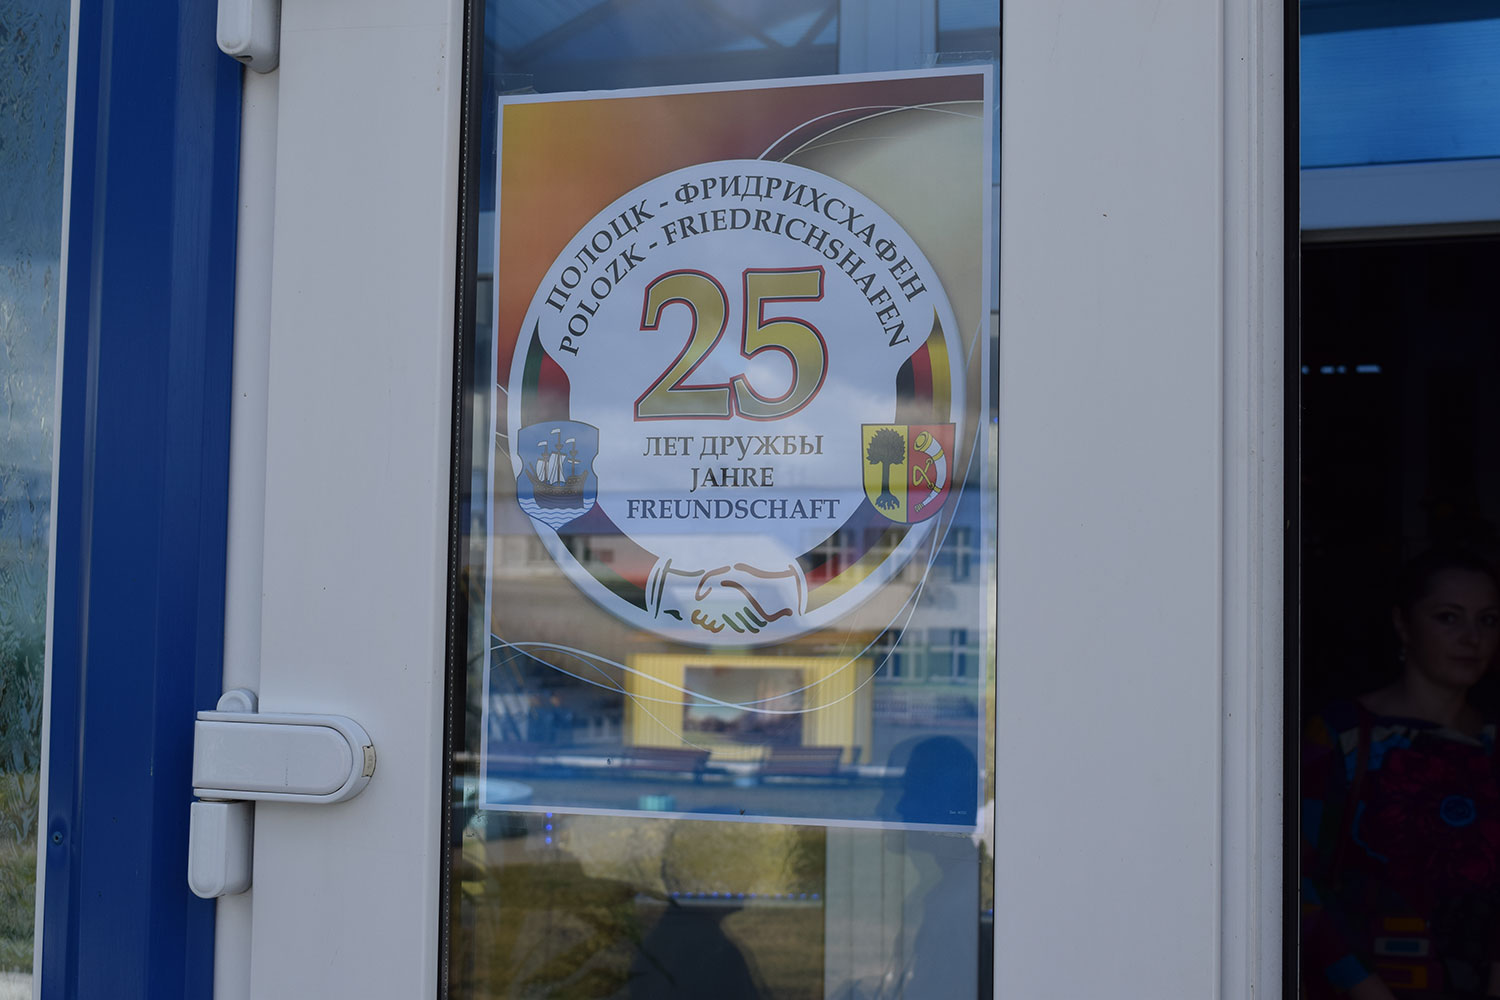 ПОЛОЦК - ФРИДРИХСХАФЕН
POLOZK - FRIEDRICHSHAFEN
25
ЛЕТ ДРУЖБЫ
JAHRE
FREUNDSCHAFT